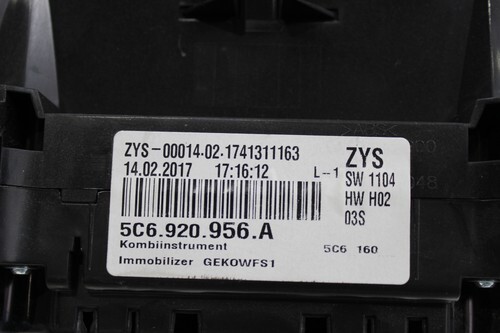 ZYS-00014-02-1741311163
14.02.2017 17:16:12 L-1
ZYS
SW 1104
HW H02
03S
5C6.920.956.A
Kombiinstrument
5C6 160
Immobilizer GEKOWFS1